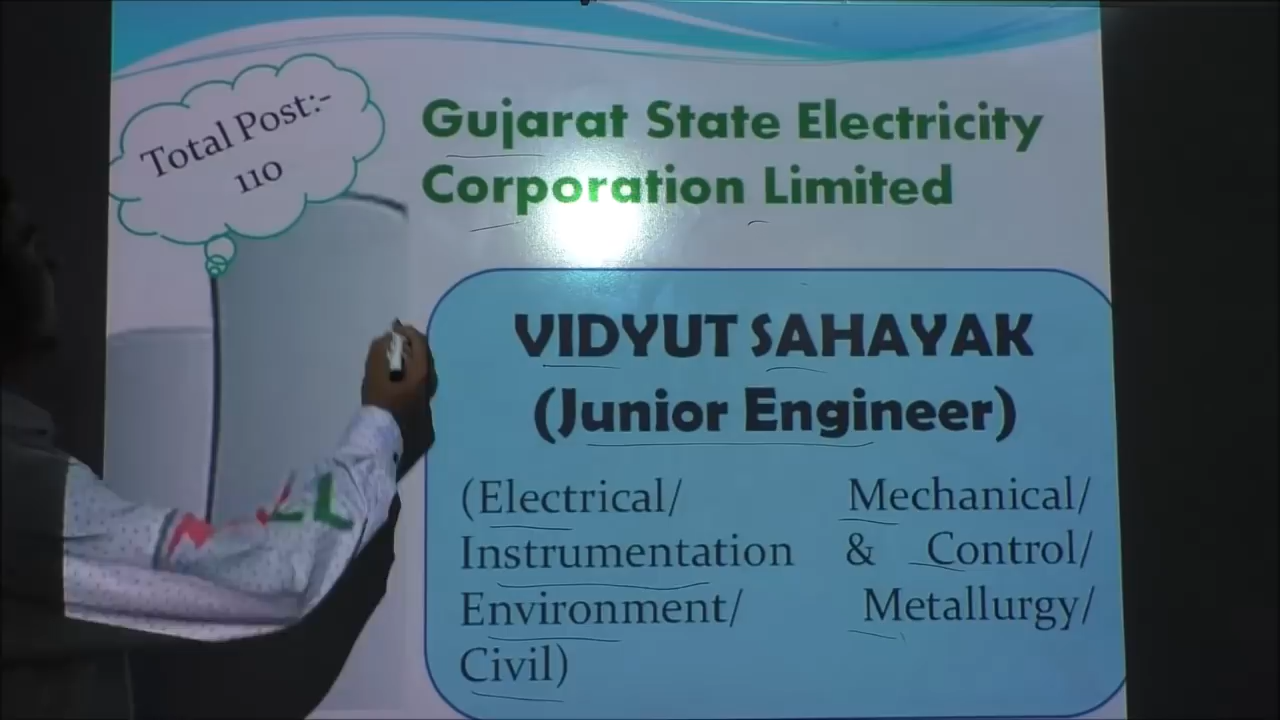 Total Post:-
110
Gujarat State Electricity
Corporation Limited
VIDYUT SAHAYAK
(Junior Engineer)
(Electrical/ Mechanical/
Instrumentation & Control/
Environment/ Metallurgy/
Civil)